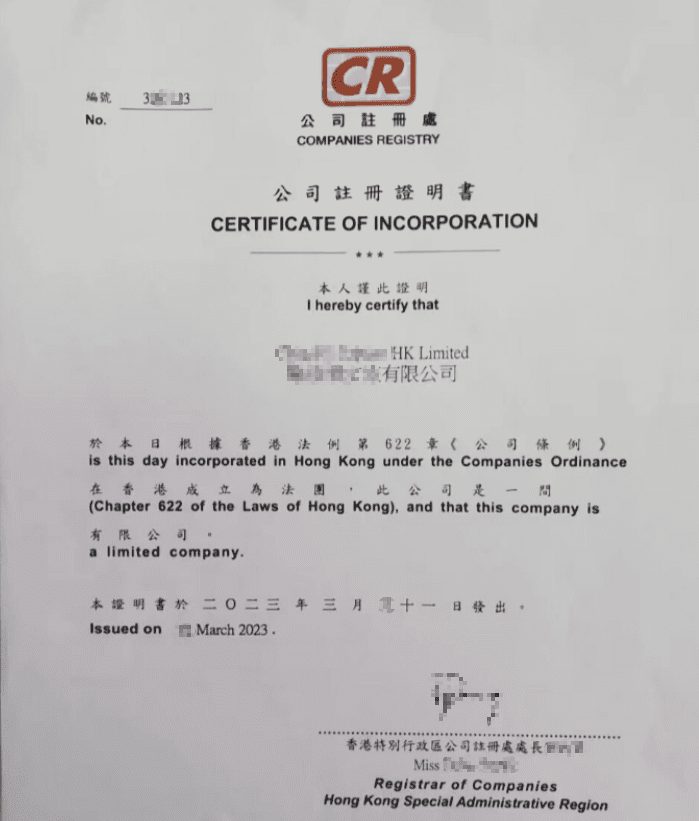 CR
編號 3 3
No.
公司註冊處
COMPANIES REGISTRY
公司註冊證明書
CERTIFICATE OF INCORPORATION
***
本人謹此證明
I hereby certify that
HK Limited
有限公司
於本日根據香港法例第622章《公司條例》
is this day incorporated in Hong Kong under the Companies Ordinance
在香港成立為法團，此公司是一間
(Chapter 622 of the Laws of Hong Kong), and that this company is
有限公司。
a limited company.
本證明書於二〇二三年三月 十一日發出。
Issued on March 2023 .
香港特別行政區公司註冊處處長
Miss
Registrar of Companies
Hong Kong Special Administrative Region